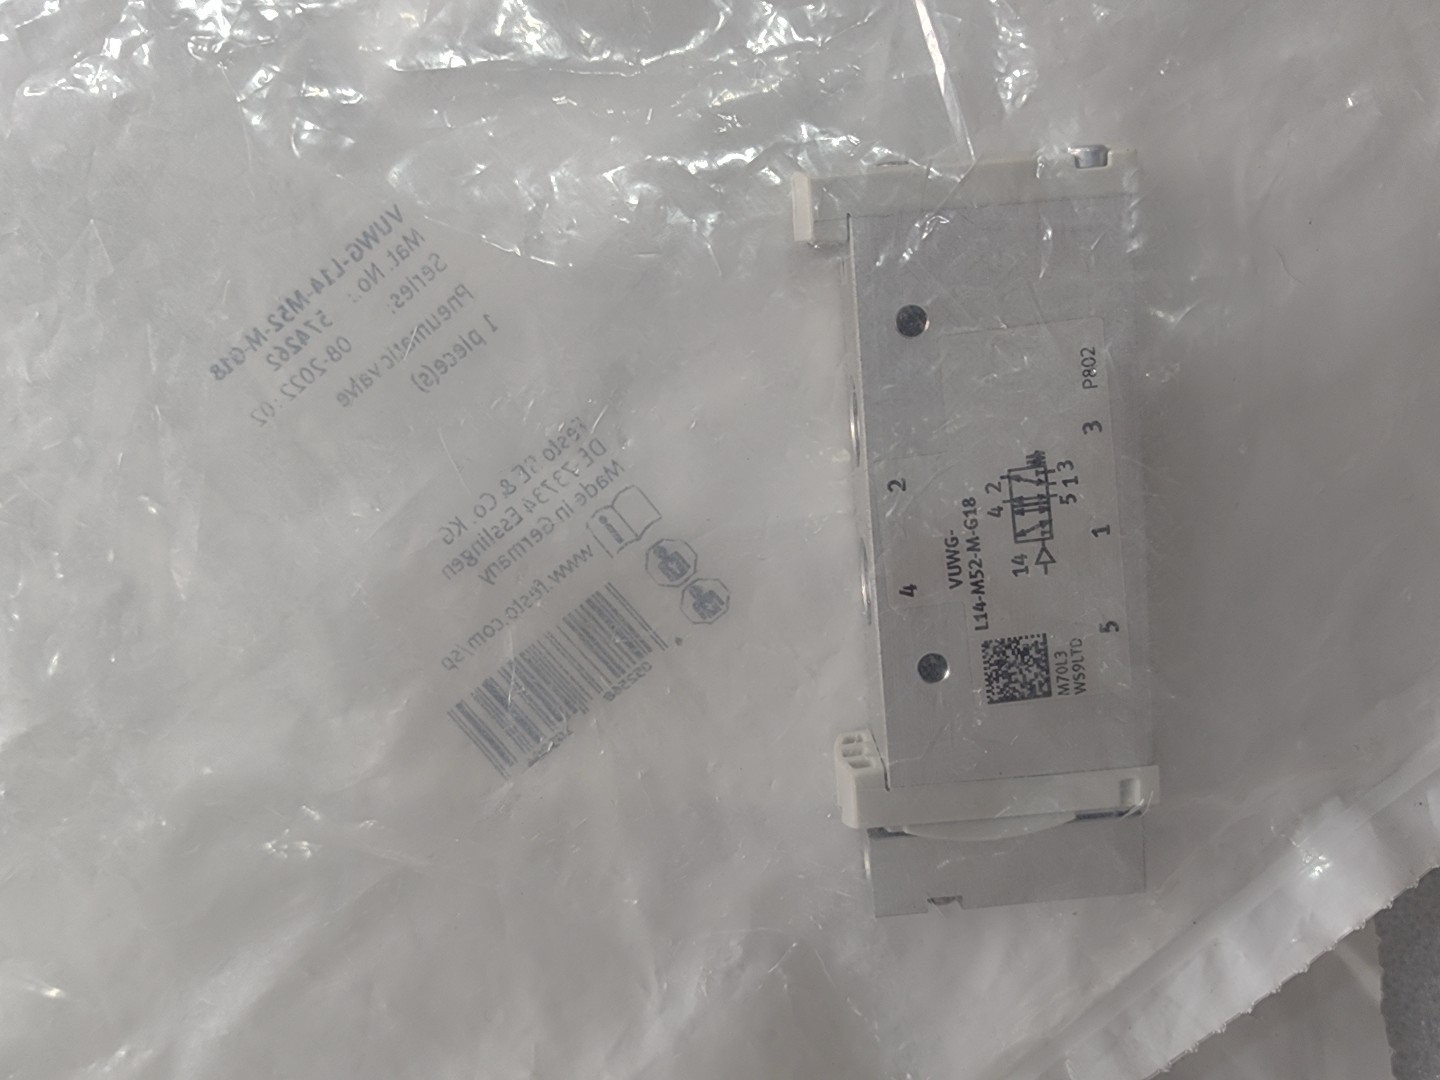 VUWG-L14-M52-M-G18
Mat. No.: 574262
Series: 08-2022 : 02
Pneumatic valve
1 piece(s)
Festo SE & Co. KG
DE-73734 Esslingen
Made in Germany
www.festo.com/sp
4 2
VUWG-
L14-M52-M-G18
4 2
14
5 1 3
M70L3
WS9LTD
5 1 3 P802